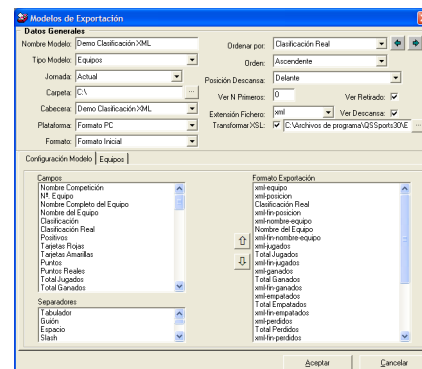 Modelos de Exportación
Datos Generales
Nombre Modelo: Demo Clasificación XML
Tipo Modelo: Equipos
Jornada: Actual
Carpeta: C:\ ...
Cabecera: Demo Clasificación XML
Plataforma: Formato PC
Formato: Formato Inicial
Ordenar por: Clasificación Real
Orden: Ascendente
Posición Descansa: Delante
Ver N Primeros: 0 Ver Retirado:
Extensión Fichero: xml Ver Descansa:
Transformar XSL: C:\Archivos de programa\QSSports30\E ...
Configuración Modelo Equipos
Campos
Nombre Competición
Nª. Equipo
Nombre Completo del Equipo
Nombre del Equipo
Clasificación
Clasificación Real
Positivos
Tarjetas Rojas
Tarjetas Amarillas
Puntos
Puntos Reales
Total Jugados
Total Ganados
Separadores
Tabulador
Guión
Espacio
Slash
Formato Exportación
xml-equipo
xml-posicion
Clasificación Real
xml-fin-posicion
xml-nombre-equipo
Nombre del Equipo
xml-fin-nombre-equipo
xml-jugados
Total Jugados
xml-fin-jugados
xml-ganados
Total Ganados
xml-fin-ganados
xml-empatados
Total Empatados
xml-fin-empatados
xml-perdidos
Total Perdidos
xml-fin-perdidos
Aceptar Cancelar